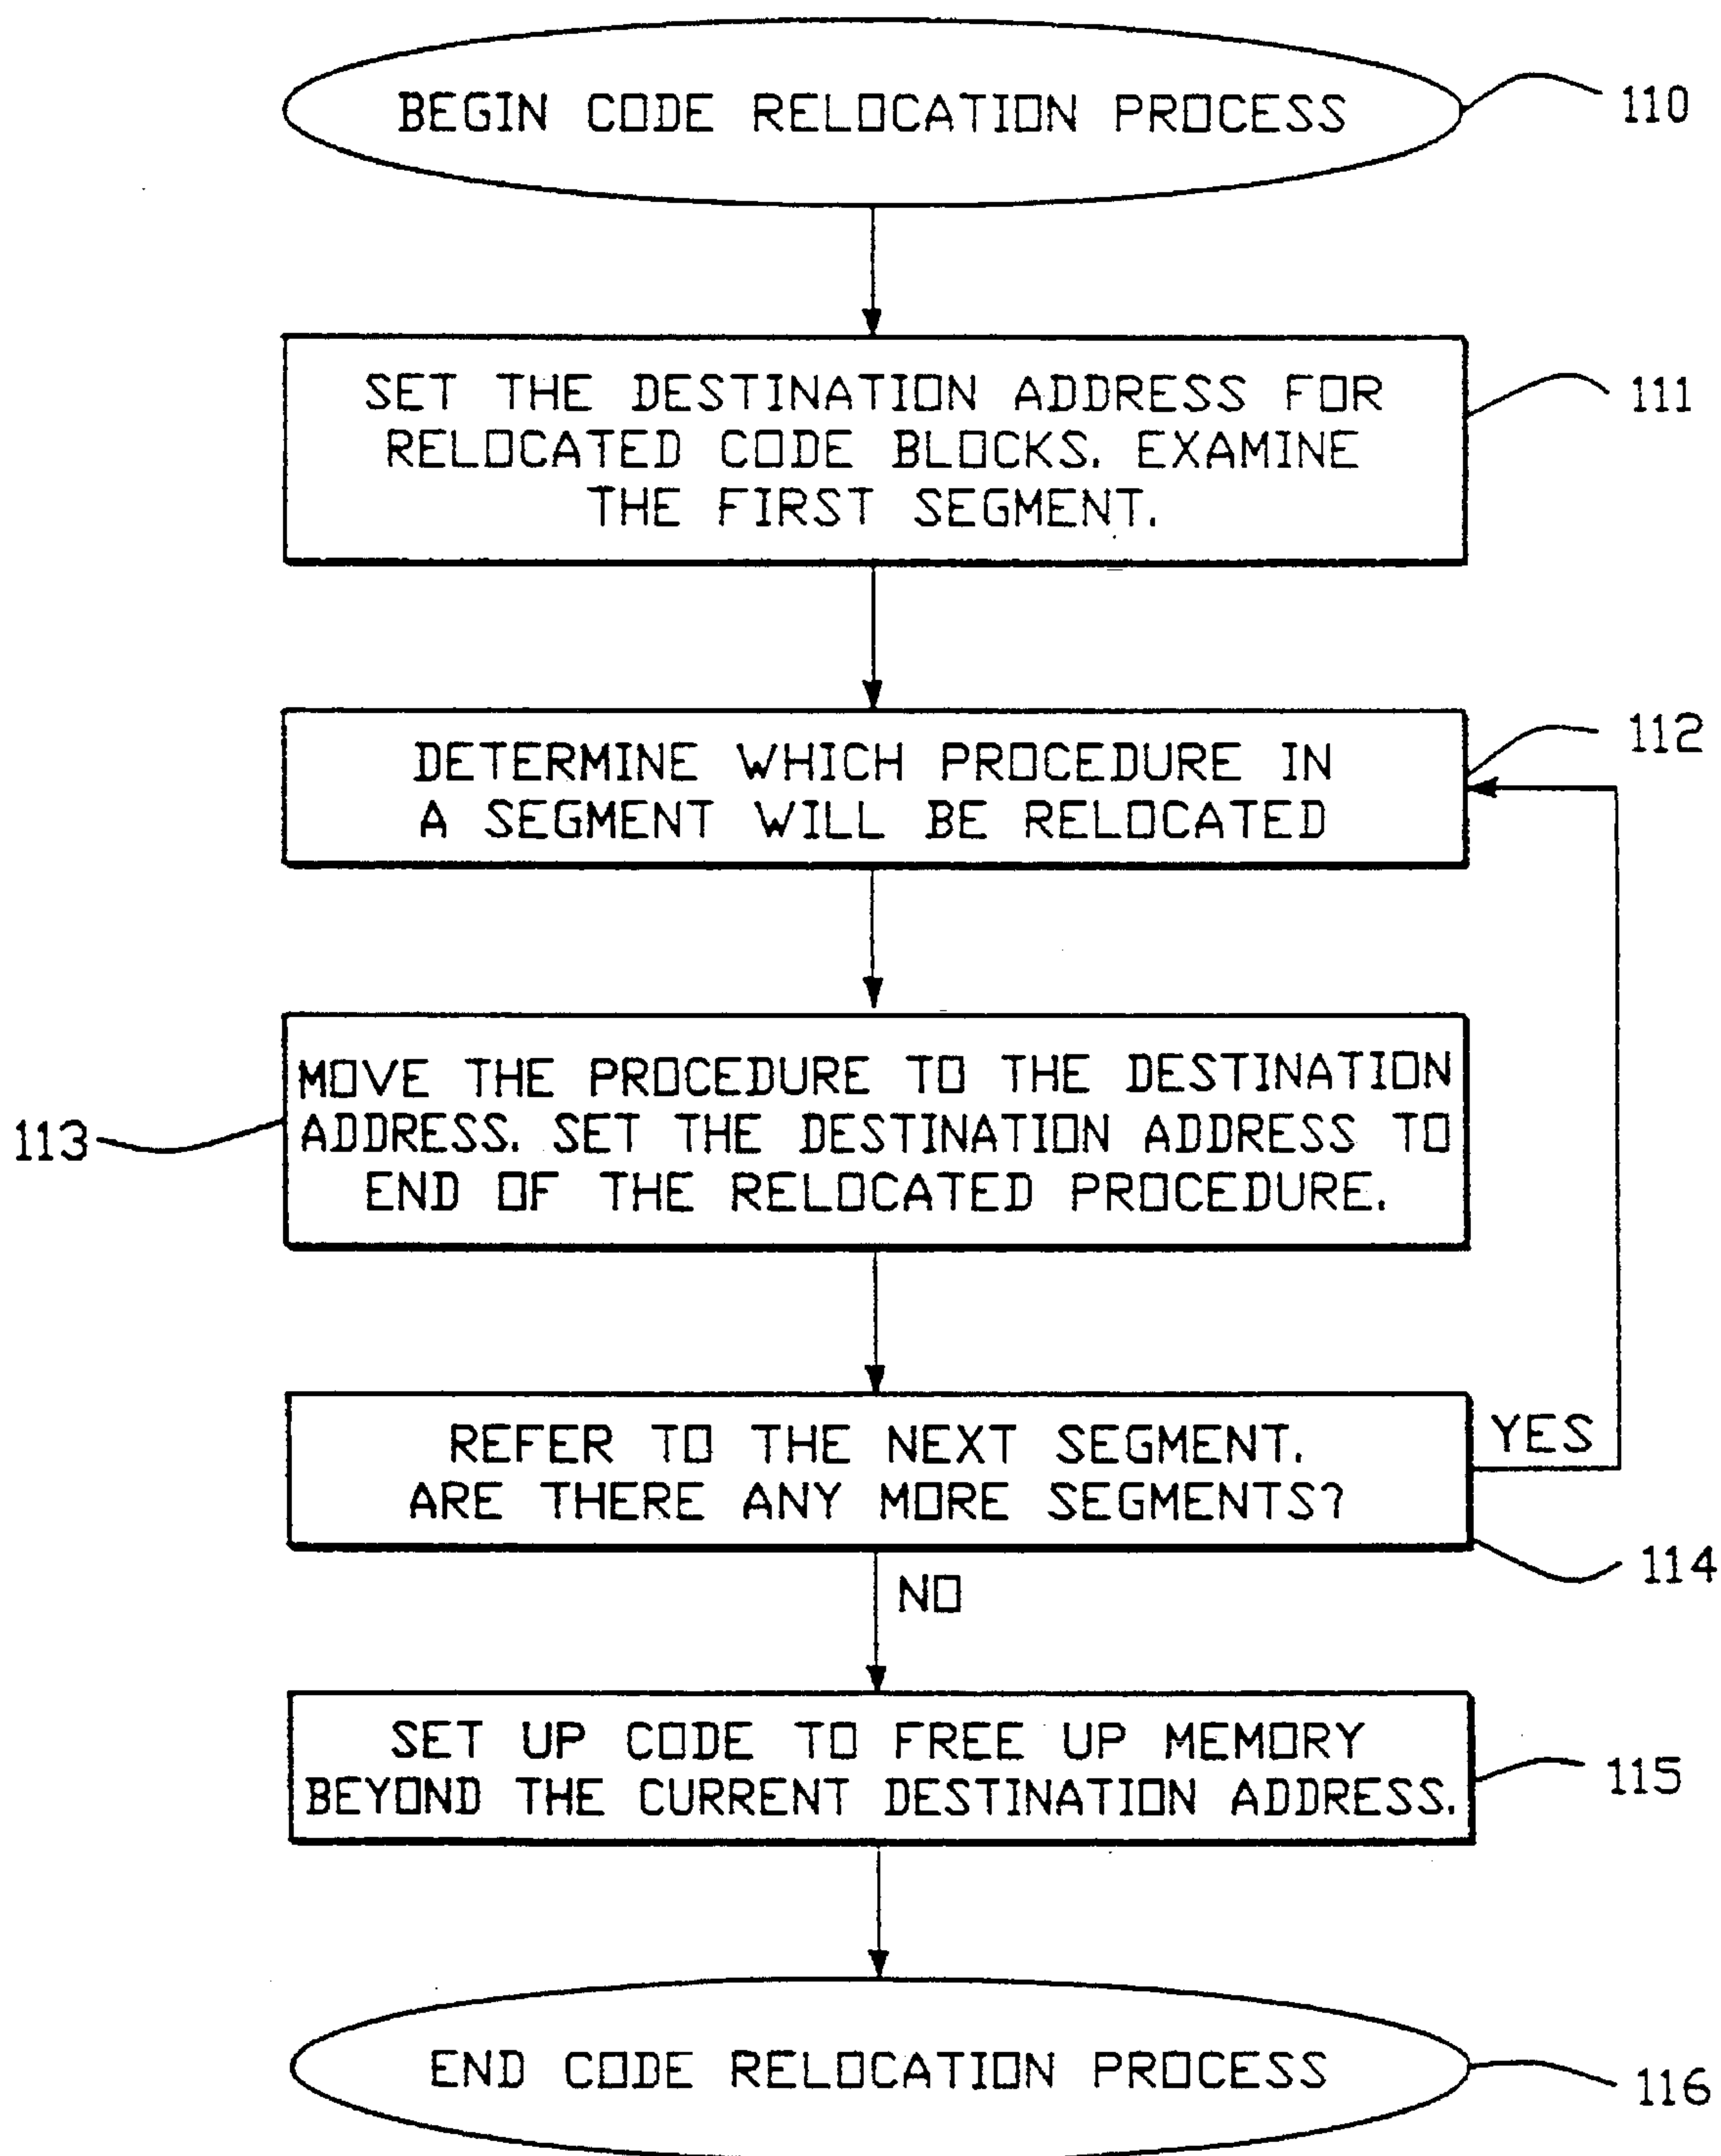 BEGIN CODE RELOCATION PROCESS
110
SET THE DESTINATION ADDRESS FOR
RELOCATED CODE BLOCKS. EXAMINE
THE FIRST SEGMENT.
111
DETERMINE WHICH PROCEDURE IN
A SEGMENT WILL BE RELOCATED
112
MOVE THE PROCEDURE TO THE DESTINATION
ADDRESS. SET THE DESTINATION ADDRESS TO
END OF THE RELOCATED PROCEDURE.
113
REFER TO THE NEXT SEGMENT.
ARE THERE ANY MORE SEGMENTS?
YES
114
NO
SET UP CODE TO FREE UP MEMORY
BEYOND THE CURRENT DESTINATION ADDRESS.
115
END CODE RELOCATION PROCESS
116